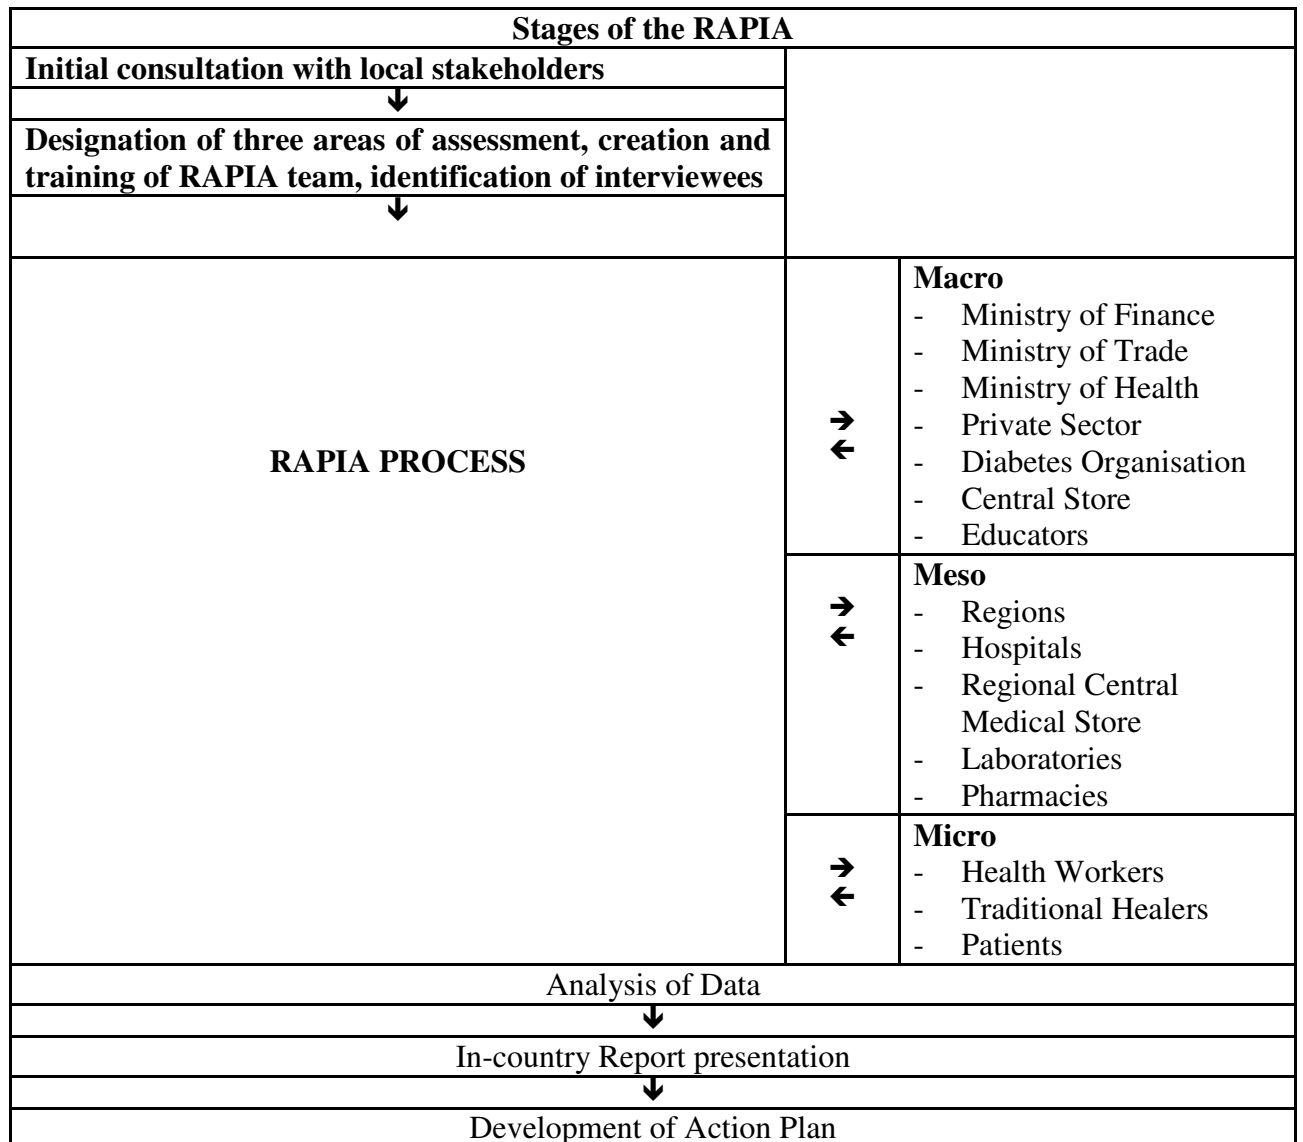 Stages of the RAPIA
Initial consultation with local stakeholders
🡫
Designation of three areas of assessment, creation and
training of RAPIA team, identification of interviewees
🡫
RAPIA PROCESS
🡪
🡨
Macro
- Ministry of Finance
- Ministry of Trade
- Ministry of Health
- Private Sector
- Diabetes Organisation
- Central Store
- Educators
🡪
🡨
Meso
- Regions
- Hospitals
- Regional Central
Medical Store
- Laboratories
- Pharmacies
🡪
🡨
Micro
- Health Workers
- Traditional Healers
- Patients
Analysis of Data
🡫
In-country Report presentation
🡫
Development of Action Plan